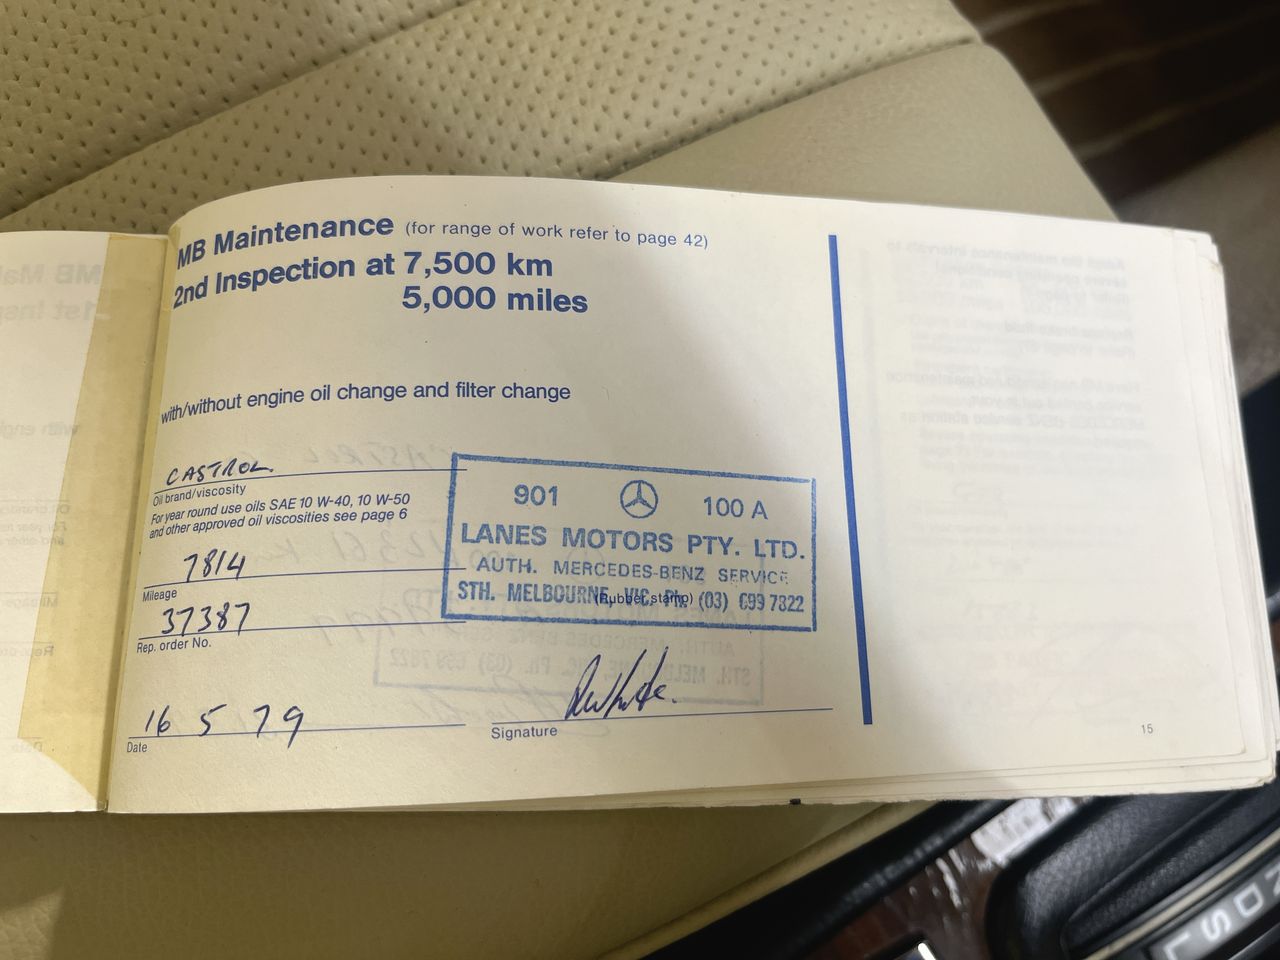 MB Maintenance (for range of work refer to page 42)
2nd Inspection at 7,500 km
5,000 miles
with/without engine oil change and filter change
CASTROL
Oil brand/viscosity
For year round use oils SAE 10 W-40, 10 W-50
and other approved oil viscosities see page 6
7814
Mileage
37387
Rep. order No.
16 5 79
Date
901 100 A
LANES MOTORS PTY. LTD.
AUTH. MERCEDES-BENZ SERVICE
STH. MELBOURNE, VIC. Ph. (03) 699 7822
(Rubber stamp)
Signature
15
D
S
L